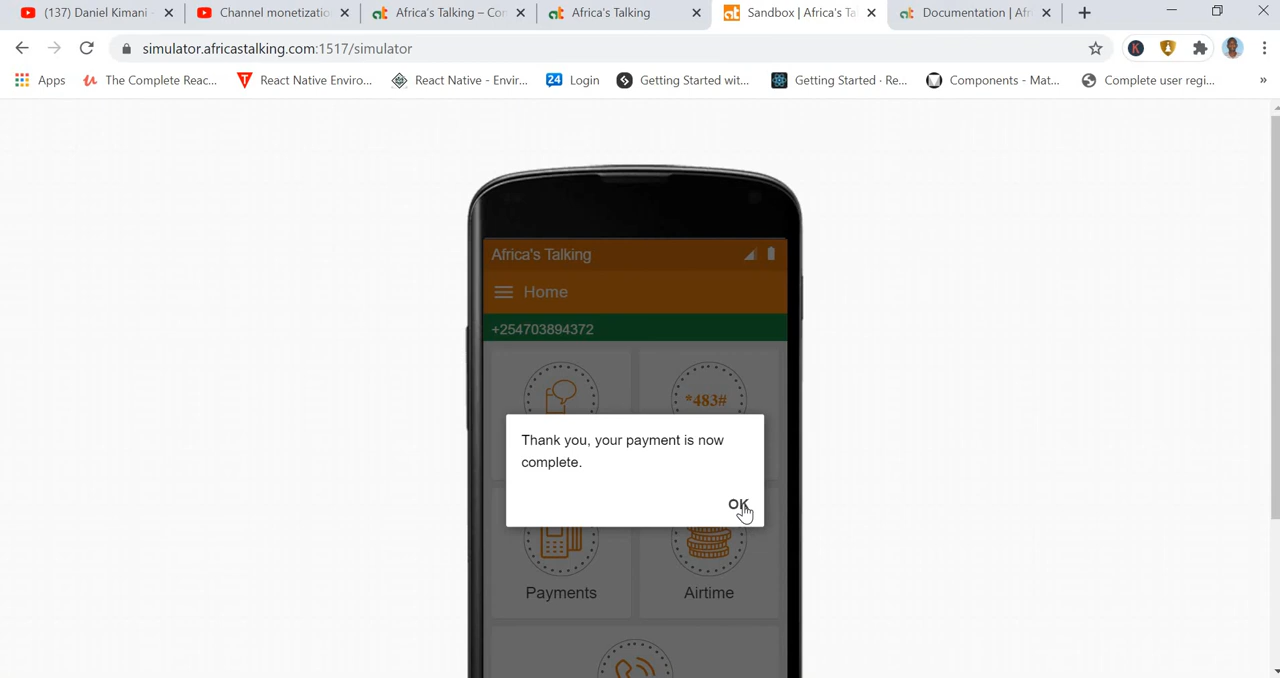 (137) Daniel Kimani -
Channel monetizatio
Africa's Talking – Cor
Africa's Talking
Sandbox | Africa's Ta
Documentation | Afr
simulator.africastalking.com:1517/simulator
Apps
The Complete Reac...
React Native Enviro...
React Native - Envir...
Login
Getting Started wit...
Getting Started · Re...
Components - Mat...
Complete user regi...
»
Africa's Talking
Home
+254703894372
*483#
Thank you, your payment is now
complete.
OK
Payments
Airtime